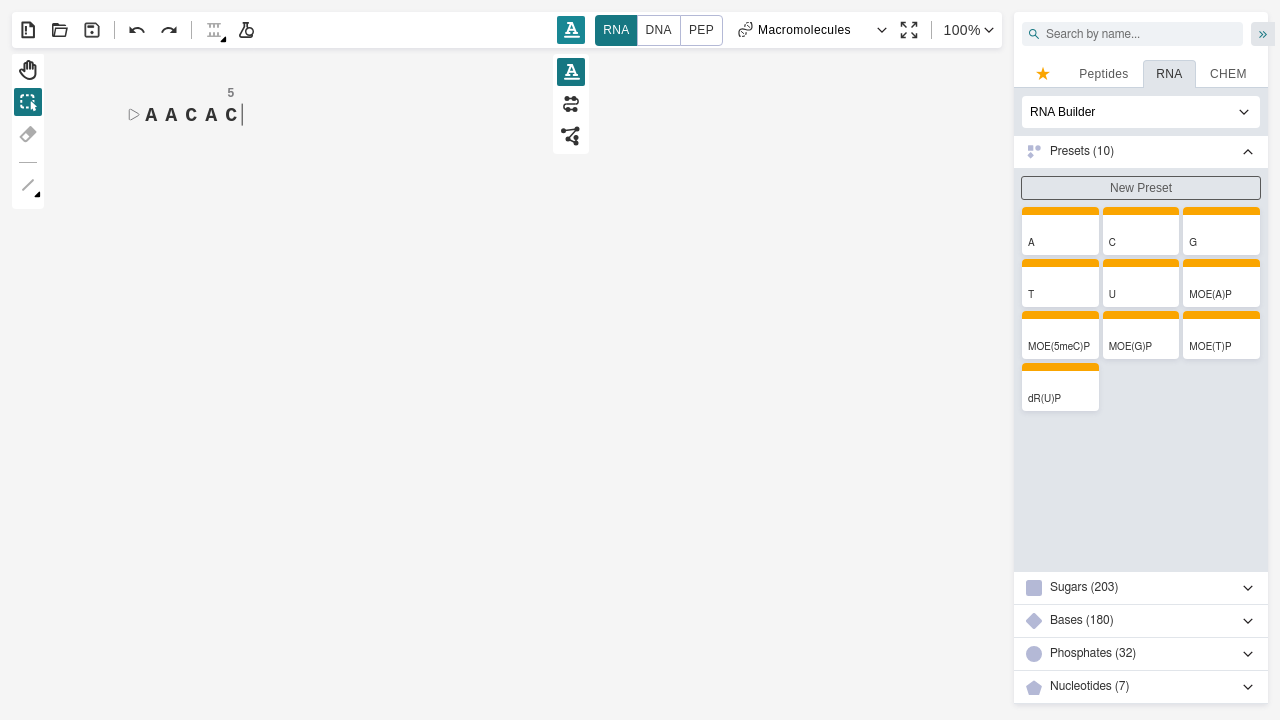 RNA DNA PEP Macromolecules 100%
5
AACAC
Search by name...
Peptides RNA CHEM
RNA Builder
Presets (10)
New Preset
A C G
T U MOE(A)P
MOE(5meC)P MOE(G)P MOE(T)P
dR(U)P
Sugars (203)
Bases (180)
Phosphates (32)
Nucleotides (7)